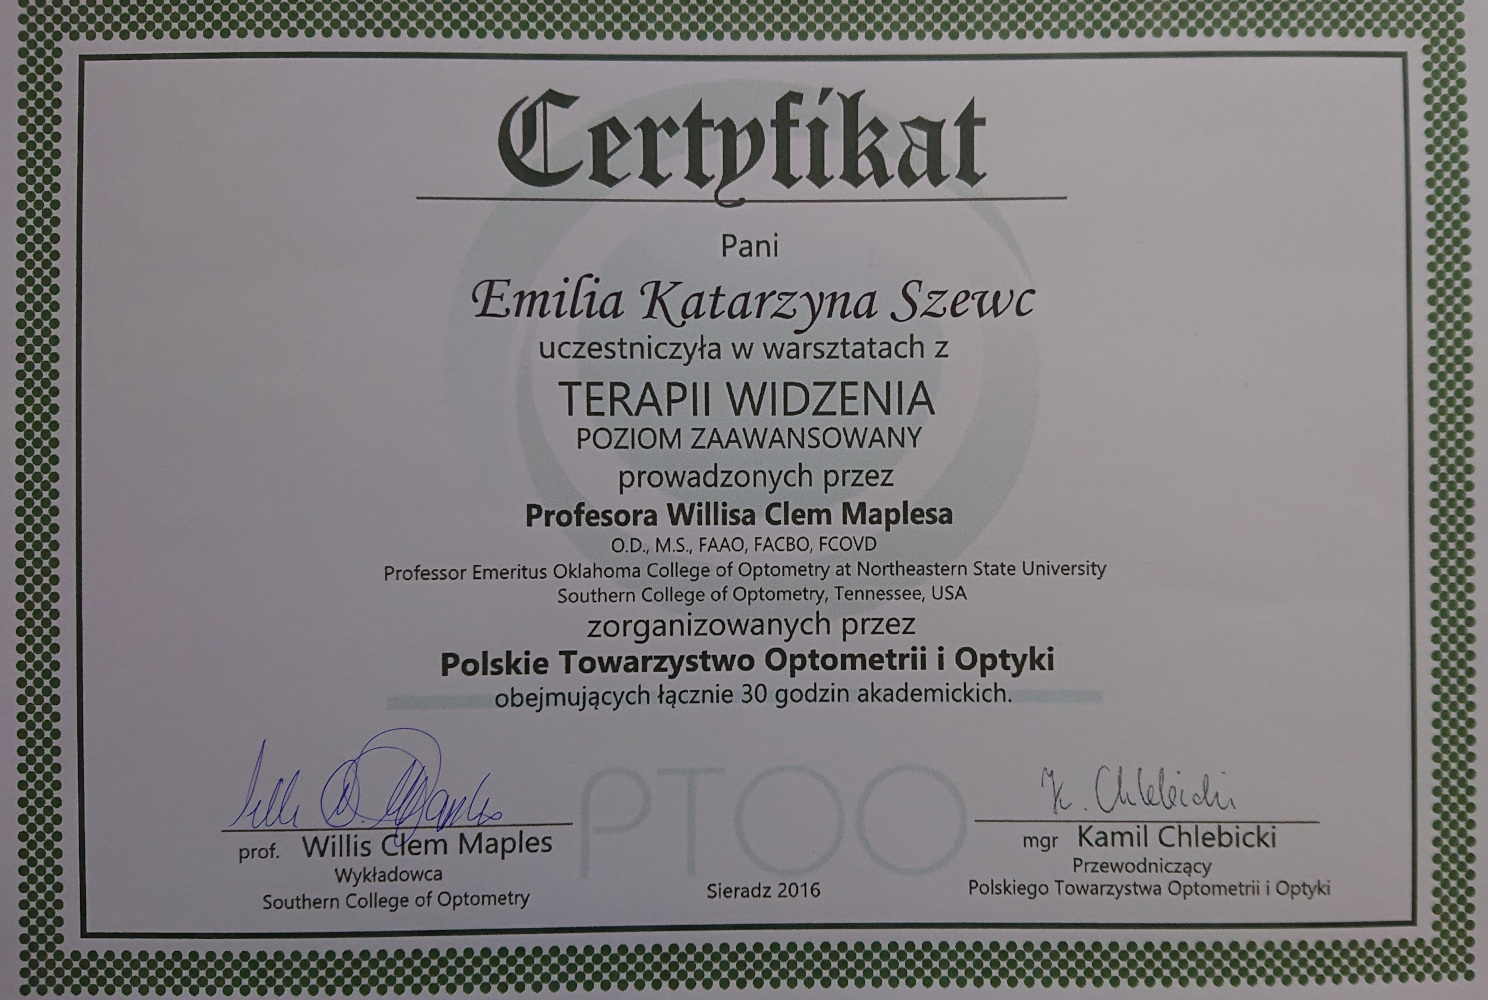 Certyfikat
Pani
Emilia Katarzyna Szewc
uczestniczyła w warsztatach z
TERAPII WIDZENIA
POZIOM ZAAWANSOWANY
prowadzonych przez
Profesora Willisa Clem Maplesa
O.D., M.S., FAAO, FACBO, FCOVD
Professor Emeritus Oklahoma College of Optometry at Northeastern State University
Southern College of Optometry, Tennessee, USA
zorganizowanych przez
Polskie Towarzystwo Optometrii i Optyki
obejmujących łącznie 30 godzin akademickich.
PTOO
prof. Willis Clem Maples
Wykładowca
Southern College of Optometry
Sieradz 2016
K. Chlebicki
mgr Kamil Chlebicki
Przewodniczący
Polskiego Towarzystwa Optometrii i Optyki